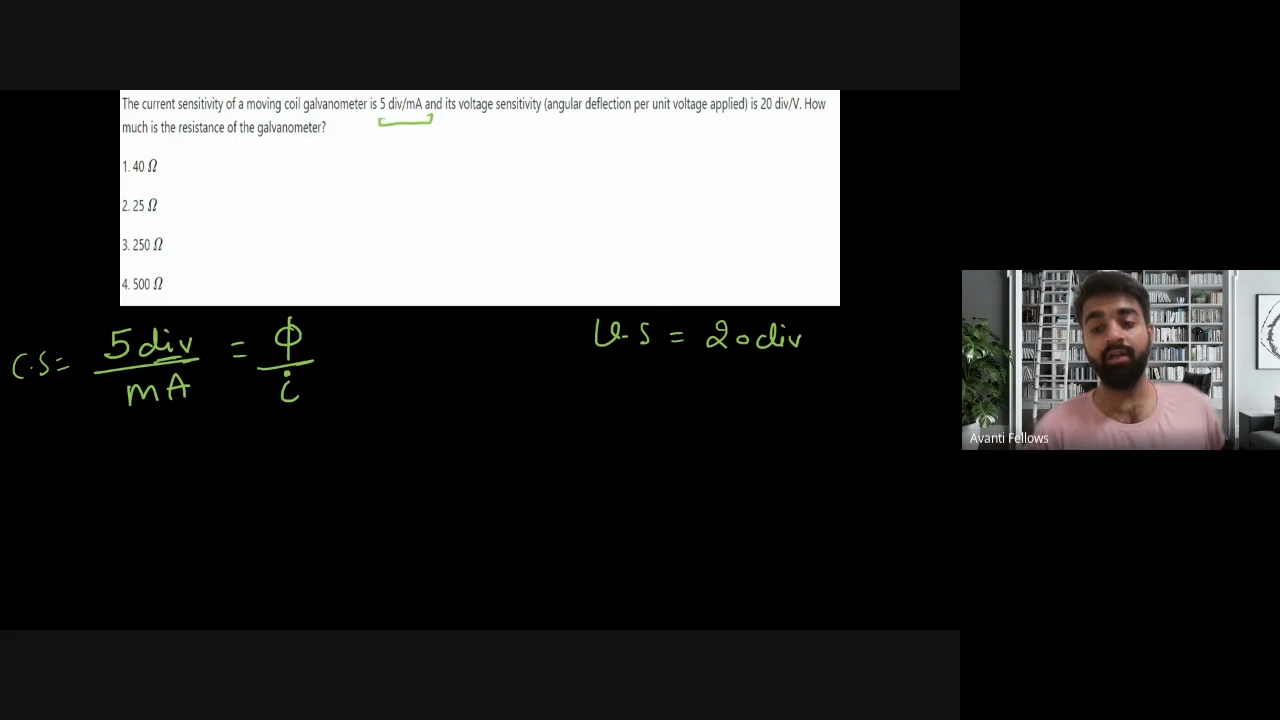 The current sensitivity of a moving coil galvanometer is 5 div/mA and its voltage sensitivity (angular deflection per unit voltage applied) is 20 div/V. How
much is the resistance of the galvanometer?
1. 40 Ω
2. 25 Ω
3. 250 Ω
4. 500 Ω
C.S = 5 div / mA = ϕ / i
V.S = 20 div
Avanti Fellows